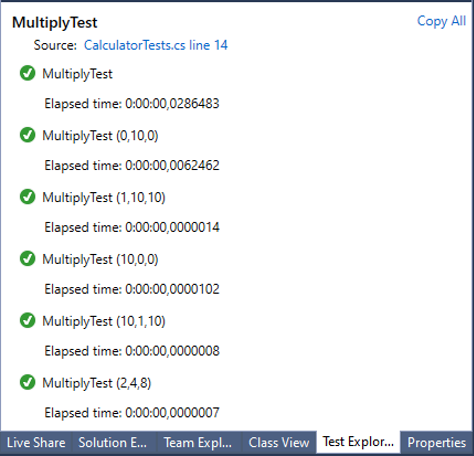 MultiplyTest
Copy All
Source: CalculatorTests.cs line 14
MultiplyTest
Elapsed time: 0:00:00,0286483
MultiplyTest (0,10,0)
Elapsed time: 0:00:00,0062462
MultiplyTest (1,10,10)
Elapsed time: 0:00:00,0000014
MultiplyTest (10,0,0)
Elapsed time: 0:00:00,0000102
MultiplyTest (10,1,10)
Elapsed time: 0:00:00,0000008
MultiplyTest (2,4,8)
Elapsed time: 0:00:00,0000007
Live Share Solution E... Team Expl... Class View Test Explor... Properties